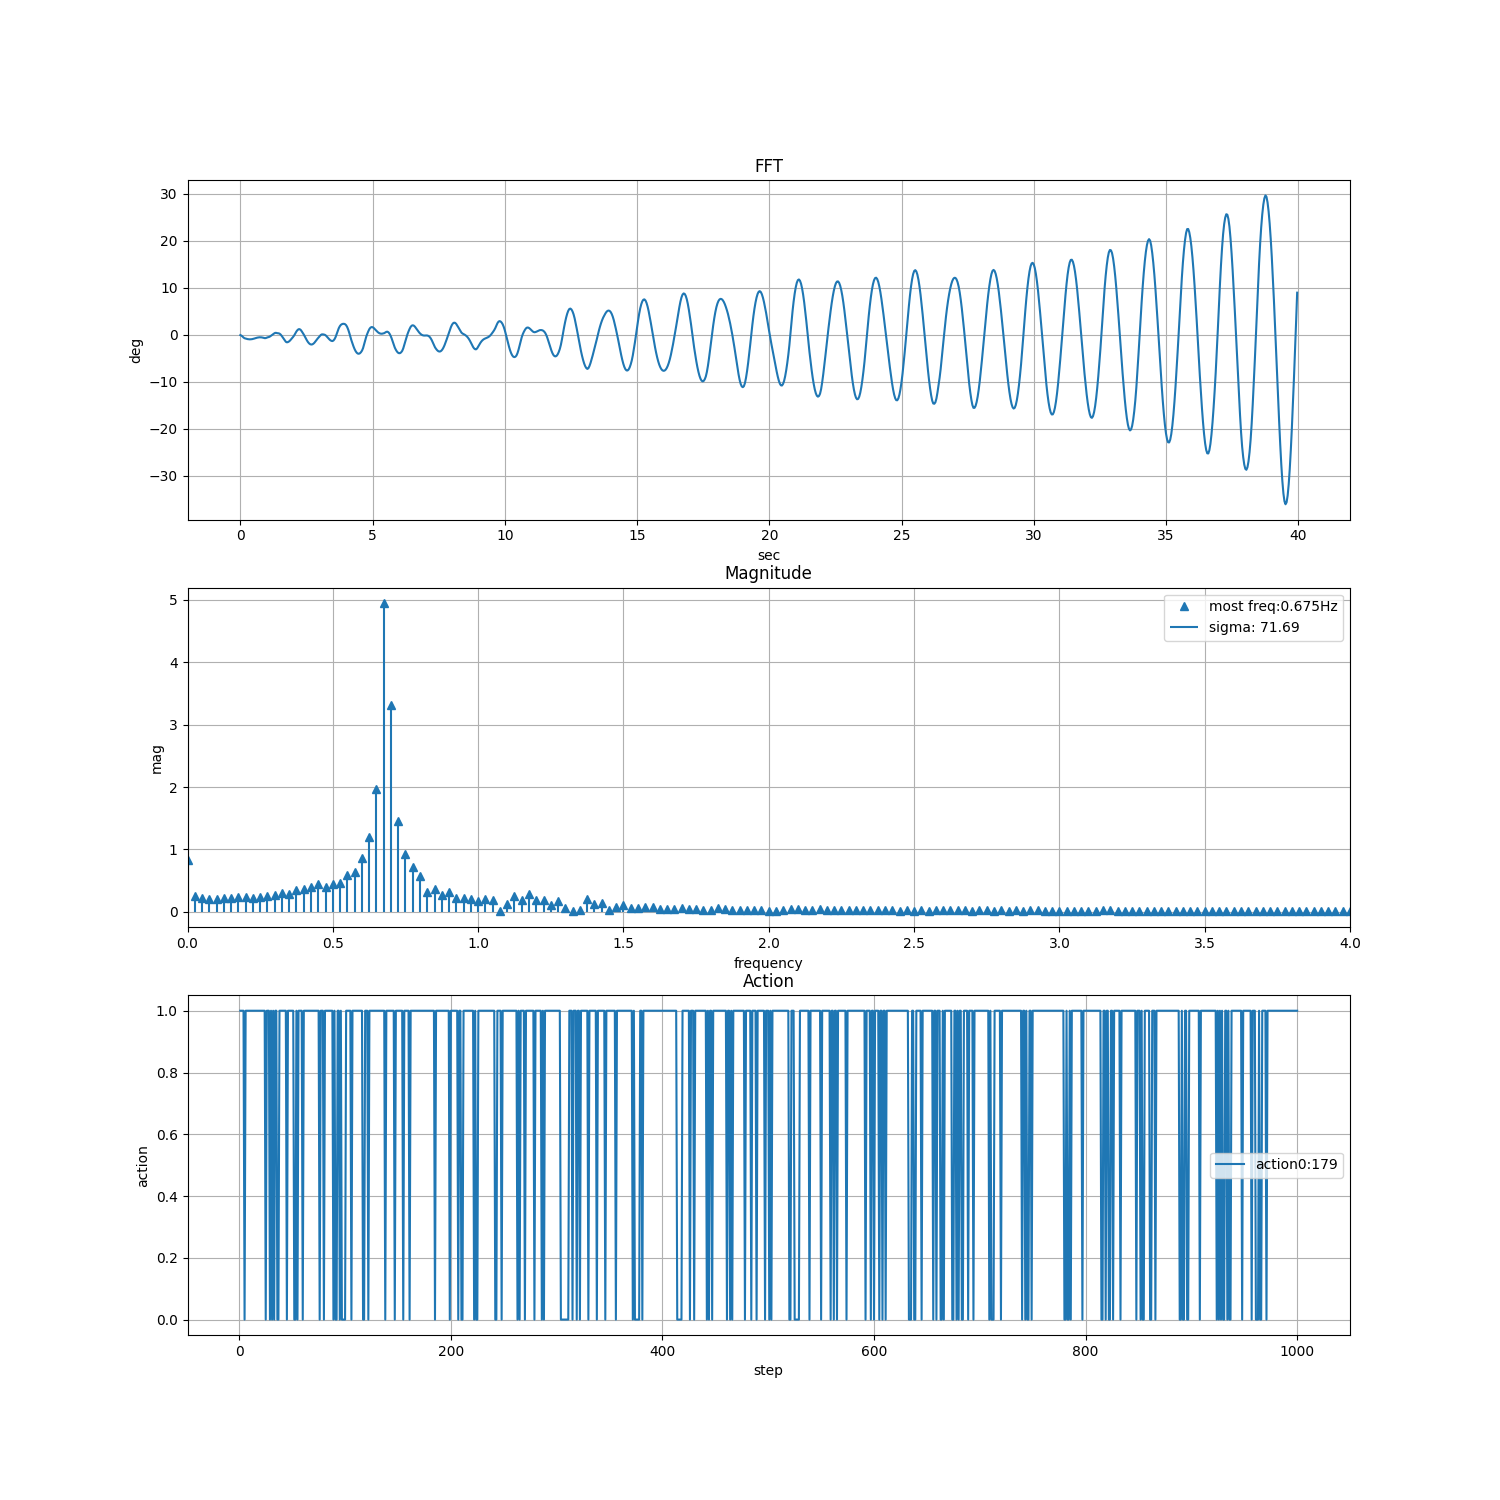 FFT
30
20
10
0
−10
−20
−30
deg
0 5 10 15 20 25 30 35 40
sec
Magnitude
5
4
3
2
1
0
mag
most freq:0.675Hz
sigma: 71.69
0.0 0.5 1.0 1.5 2.0 2.5 3.0 3.5 4.0
frequency
Action
1.0
0.8
0.6
0.4
0.2
0.0
action
action0:179
0 200 400 600 800 1000
step